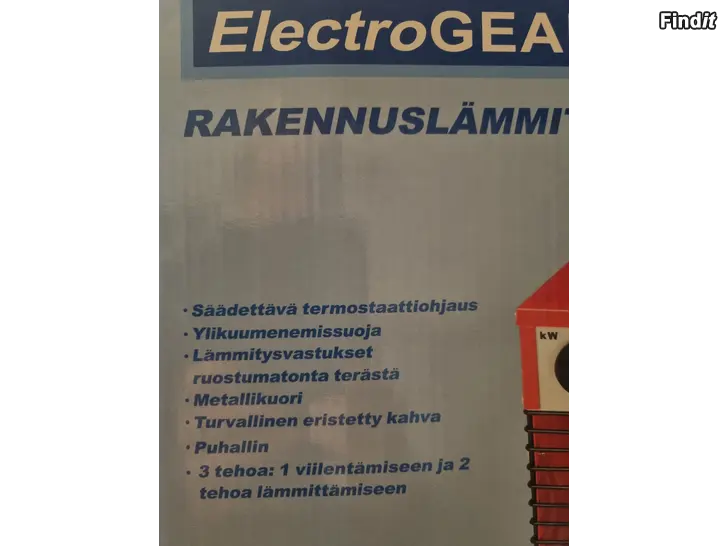 Findit
ElectroGEA
RAKENNUSLÄMMIT
· Säädettävä termostaattiohjaus
· Ylikuumenemissuoja
· Lämmitysvastukset
ruostumatonta terästä
· Metallikuori
· Turvallinen eristetty kahva
· Puhallin
· 3 tehoa: 1 viilentämiseen ja 2
tehoa lämmittämiseen
kW